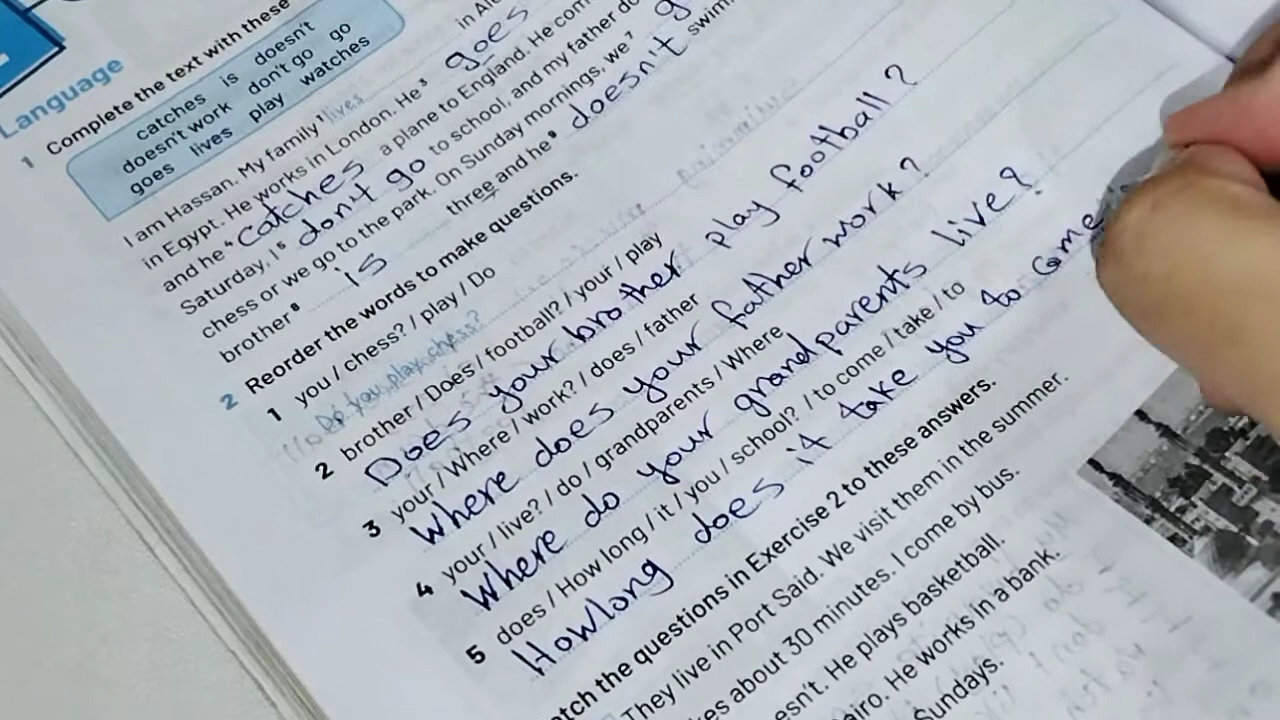 Language
1 Complete the text with these
catches is doesn't
doesn't work don't go go
goes lives play watches
I am Hassan. My family ¹ lives in Ale
in Egypt. He works in London. He ³ goes
and he ⁴ catches a plane to England. He com
Saturday, I ⁵ don't go to school, and my father do
chess or we go to the park. On Sunday mornings, we ⁷
brother ⁸ is three and he ⁹ doesn't g swim
2 Reorder the words to make questions.
1 you / chess? / play / Do
Do you play chess?
2 brother / Does / football? / your / play
Does your brother play football?
3 your / Where / work? / does / father
Where does your father work?
4 your / live? / do / grandparents / Where
Where do your grandparents live?
5 does / How long / it / you / school? / to come / take / to
How long does it take you to come
tch the questions in Exercise 2 to these answers.
They live in Port Said. We visit them in the summer.
kes about 30 minutes. I come by bus.
esn't. He plays basketball.
airo. He works in a bank.
Sundays.